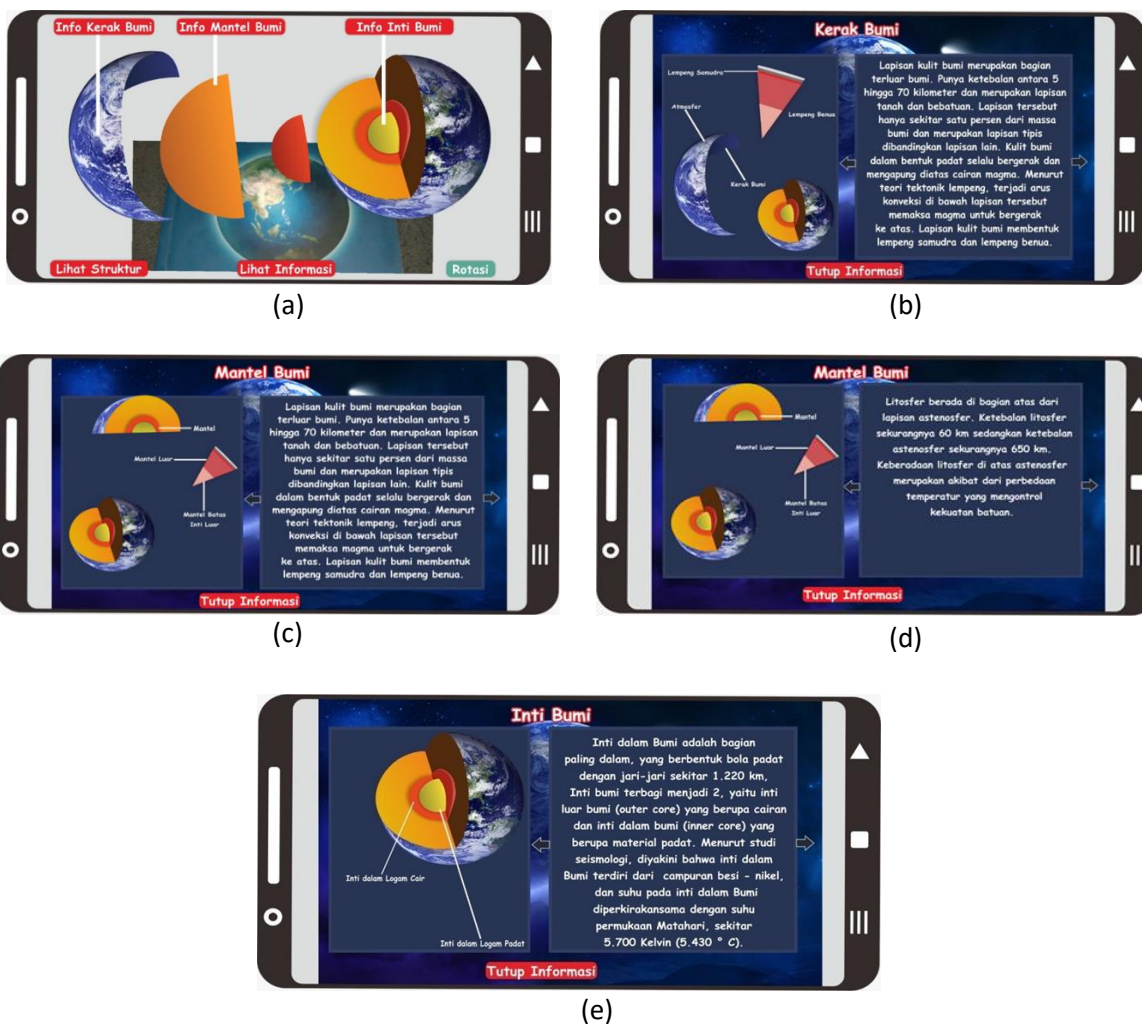 Info Kerak Bumi
Info Mantel Bumi
Info Inti Bumi
Lihat Struktur
Lihat Informasi
Rotasi
(a)
Kerak Bumi
Lempeng Samudra
Lempeng Benua
Atmosfer
Kerak Bumi
Lapisan kulit bumi merupakan bagian
terluar bumi. Punya ketebalan antara 5
hingga 70 kilometer dan merupakan lapisan
tanah dan bebatuan. Lapisan tersebut
hanya sekitar satu persen dari massa
bumi dan merupakan lapisan tipis
dibandingkan lapisan lain. Kulit bumi
dalam bentuk padat selalu bergerak dan
mengapung diatas cairan magma. Menurut
teori tektonik lempeng, terjadi arus
konveksi di bawah lapisan tersebut
memaksa magma untuk bergerak
ke atas. Lapisan kulit bumi membentuk
lempeng samudra dan lempeng benua.
Tutup Informasi
(b)
Mantel Bumi
Mantel
Mantel Luar
Mantel Batas
Inti Luar
Lapisan kulit bumi merupakan bagian
terluar bumi. Punya ketebalan antara 5
hingga 70 kilometer dan merupakan lapisan
tanah dan bebatuan. Lapisan tersebut
hanya sekitar satu persen dari massa
bumi dan merupakan lapisan tipis
dibandingkan lapisan lain. Kulit bumi
dalam bentuk padat selalu bergerak dan
mengapung diatas cairan magma. Menurut
teori tektonik lempeng, terjadi arus
konveksi di bawah lapisan tersebut
memaksa magma untuk bergerak
ke atas. Lapisan kulit bumi membentuk
lempeng samudra dan lempeng benua.
Tutup Informasi
(c)
Mantel Bumi
Mantel
Mantel Luar
Mantel Batas
Inti Luar
Litosfer berada di bagian atas dari
lapisan astenosfer. Ketebalan litosfer
sekurangnya 60 km sedangkan ketebalan
astenosfer sekurangnya 650 km.
Keberadaan litosfer di atas astenosfer
merupakan akibat dari perbedaan
temperatur yang mengontrol
kekuatan batuan.
Tutup Informasi
(d)
Inti Bumi
Inti dalam Logam Cair
Inti dalam Logam Padat
Inti dalam Bumi adalah bagian
paling dalam, yang berbentuk bola padat
dengan jari-jari sekitar 1.220 km,
Inti bumi terbagi menjadi 2, yaitu inti
luar bumi (outer core) yang berupa cairan
dan inti dalam bumi (inner core) yang
berupa material padat. Menurut studi
seismologi, diyakini bahwa inti dalam
Bumi terdiri dari campuran besi - nikel,
dan suhu pada inti dalam Bumi
diperkirakansama dengan suhu
permukaan Matahari, sekitar
5.700 Kelvin (5.430 ° C).
Tutup Informasi
(e)